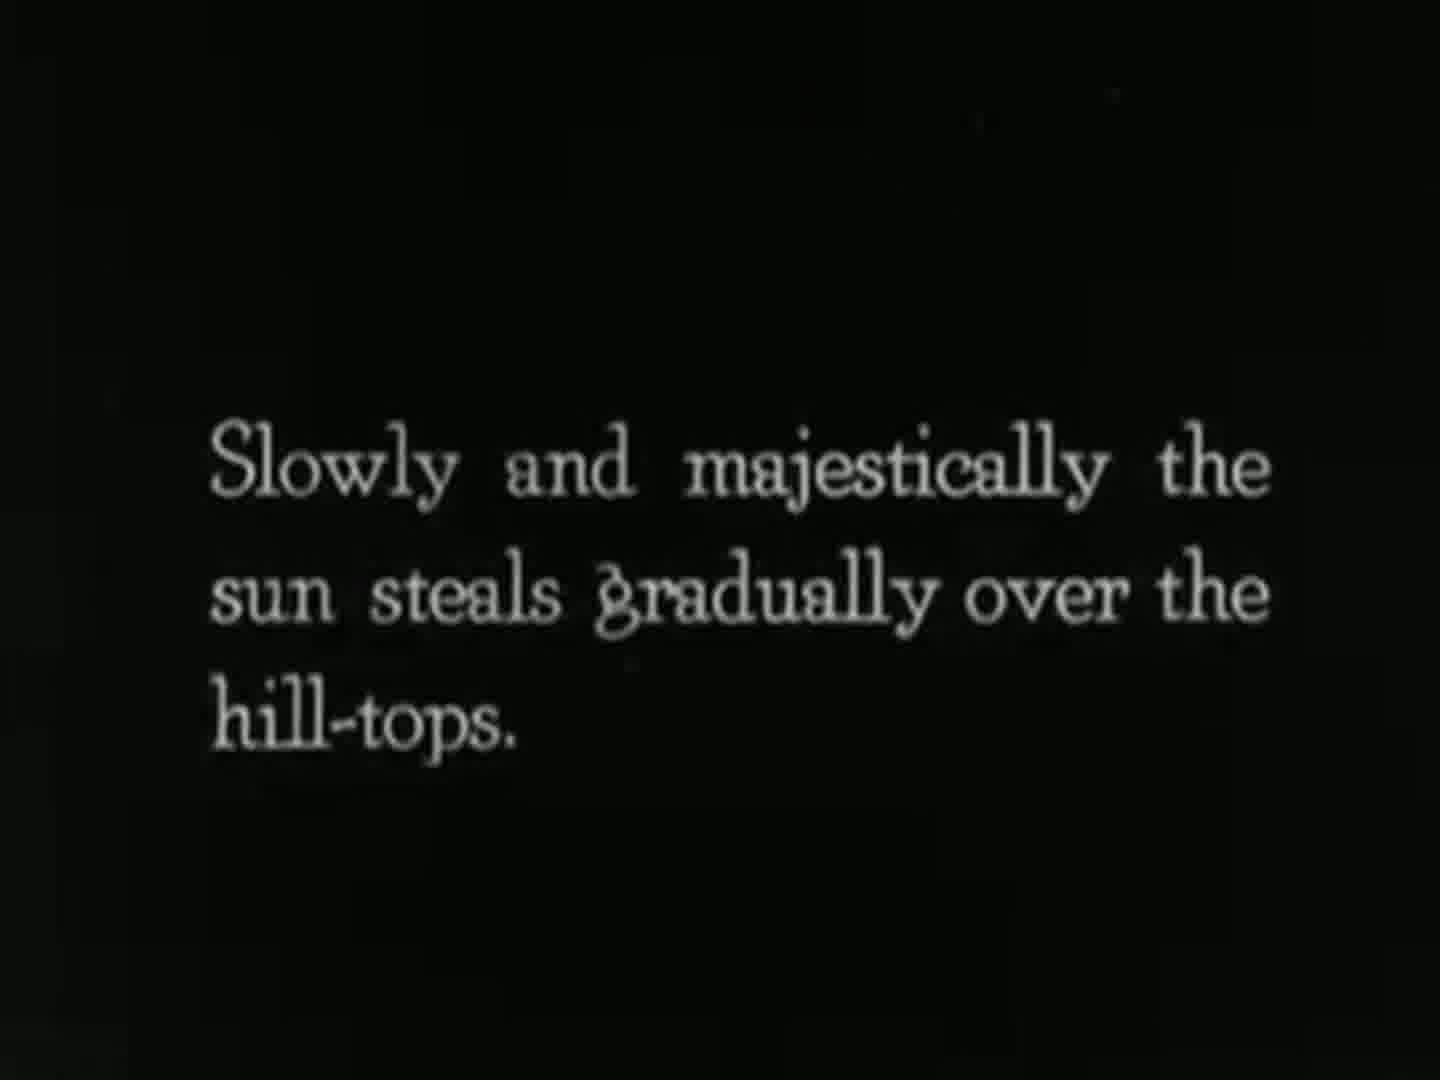 Slowly and majestically the
sun steals gradually over the
hill-tops.